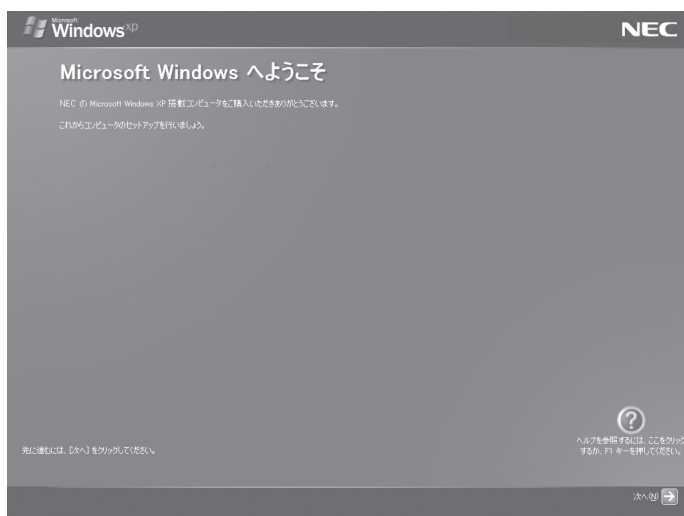 Microsoft
Windows xp
NEC
Microsoft Windows へようこそ
NEC の Microsoft Windows XP 搭載コンピュータをご購入いただきありがとうございます。
これからコンピュータのセットアップを行いましょう。
ヘルプを参照するには、ここをクリック
するか、F1 キーを押してください。
先に進むには、[次へ] をクリックしてください。
次へ(N)